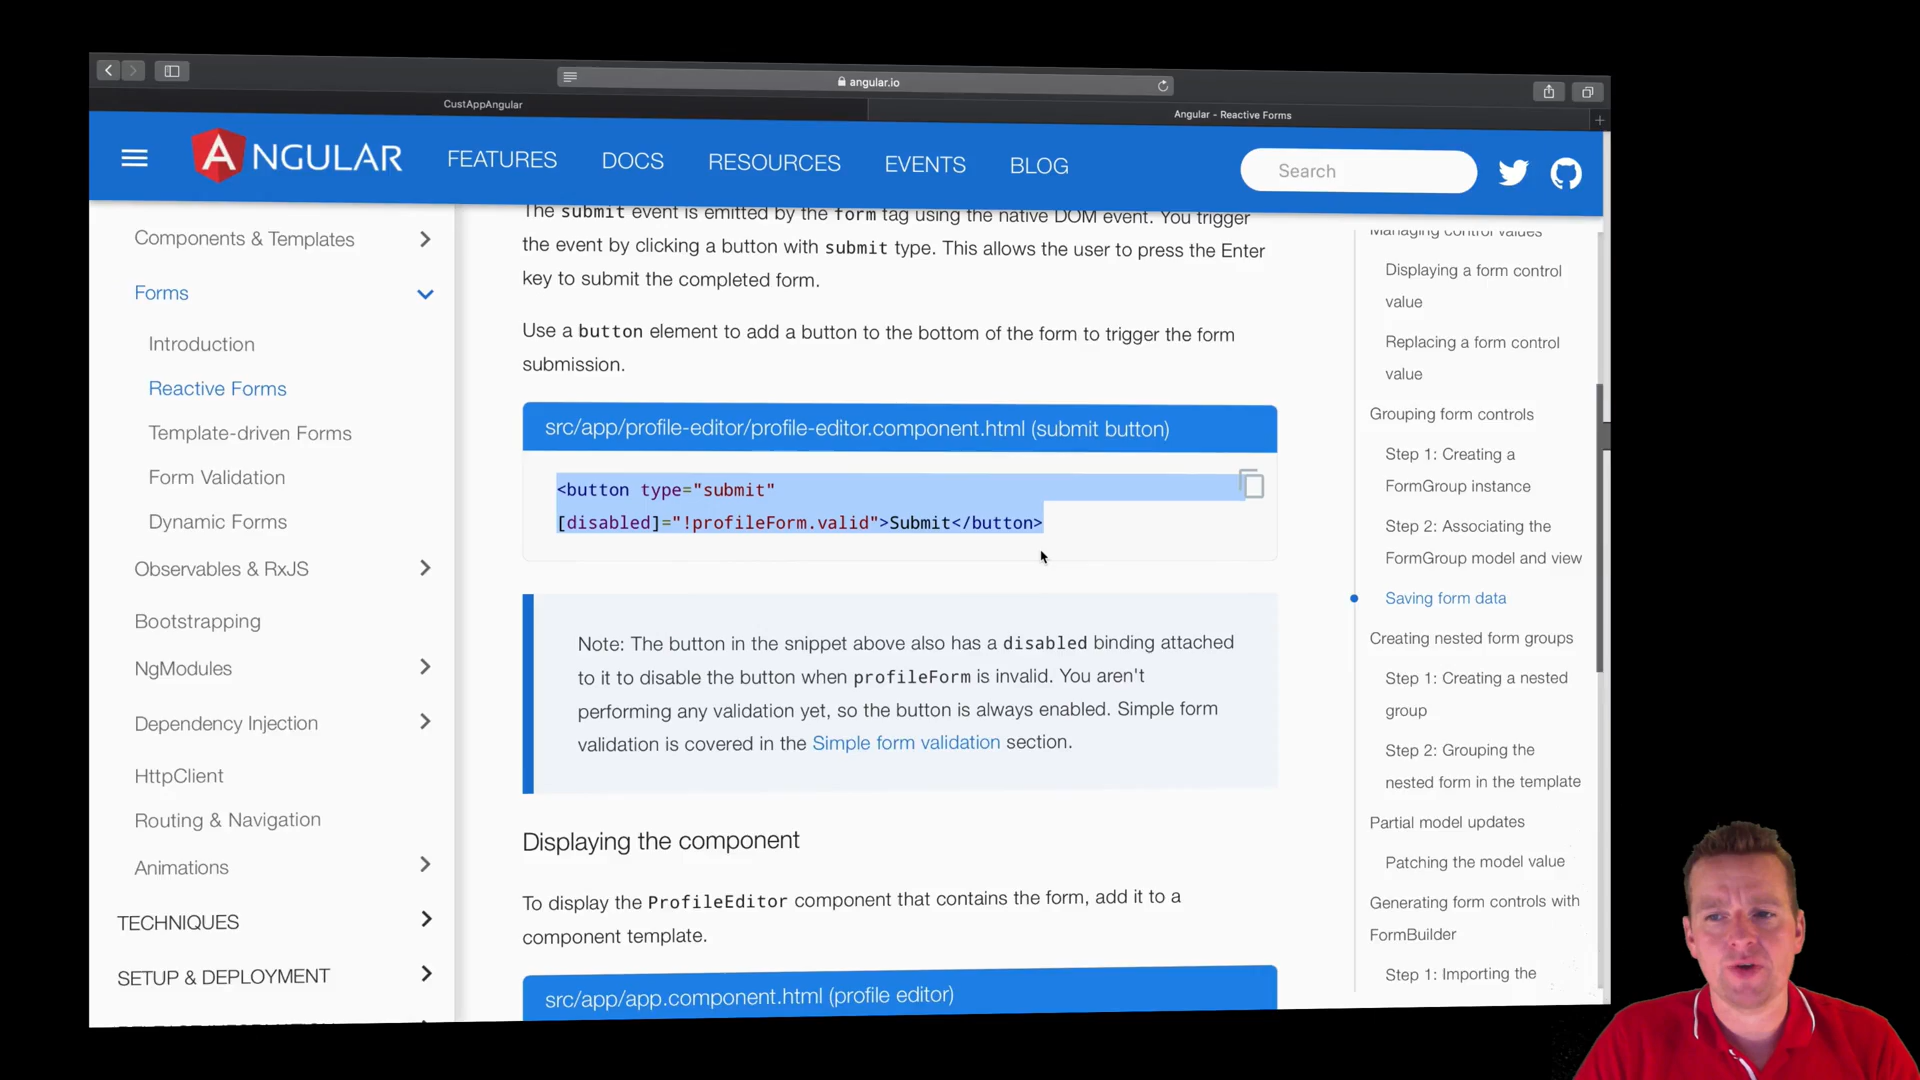 angular.io
CustAppAngular
Angular - Reactive Forms
ANGULAR
FEATURES
DOCS
RESOURCES
EVENTS
BLOG
Search
Components & Templates
Forms
Introduction
Reactive Forms
Template-driven Forms
Form Validation
Dynamic Forms
Observables & RxJS
Bootstrapping
NgModules
Dependency Injection
HttpClient
Routing & Navigation
Animations
TECHNIQUES
SETUP & DEPLOYMENT
The submit event is emitted by the form tag using the native DOM event. You trigger
the event by clicking a button with submit type. This allows the user to press the Enter
key to submit the completed form.
Use a button element to add a button to the bottom of the form to trigger the form
submission.
src/app/profile-editor/profile-editor.component.html (submit button)
<button type="submit"
[disabled]="!profileForm.valid">Submit</button>
Note: The button in the snippet above also has a disabled binding attached
to it to disable the button when profileForm is invalid. You aren't
performing any validation yet, so the button is always enabled. Simple form
validation is covered in the Simple form validation section.
Displaying the component
To display the ProfileEditor component that contains the form, add it to a
component template.
src/app/app.component.html (profile editor)
Managing control values
Displaying a form control
value
Replacing a form control
value
Grouping form controls
Step 1: Creating a
FormGroup instance
Step 2: Associating the
FormGroup model and view
Saving form data
Creating nested form groups
Step 1: Creating a nested
group
Step 2: Grouping the
nested form in the template
Partial model updates
Patching the model value
Generating form controls with
FormBuilder
Step 1: Importing the